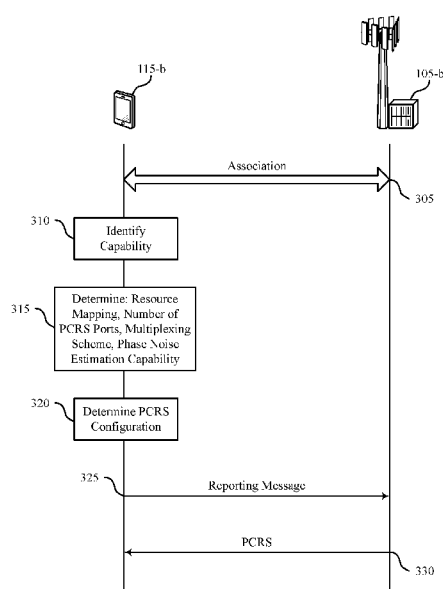 115-b
105-b
Association
305
310
Identify
Capability
315
Determine: Resource
Mapping, Number of
PCRS Ports, Multiplexing
Scheme, Phase Noise
Estimation Capability
320
Determine PCRS
Configuration
325
Reporting Message
PCRS
330